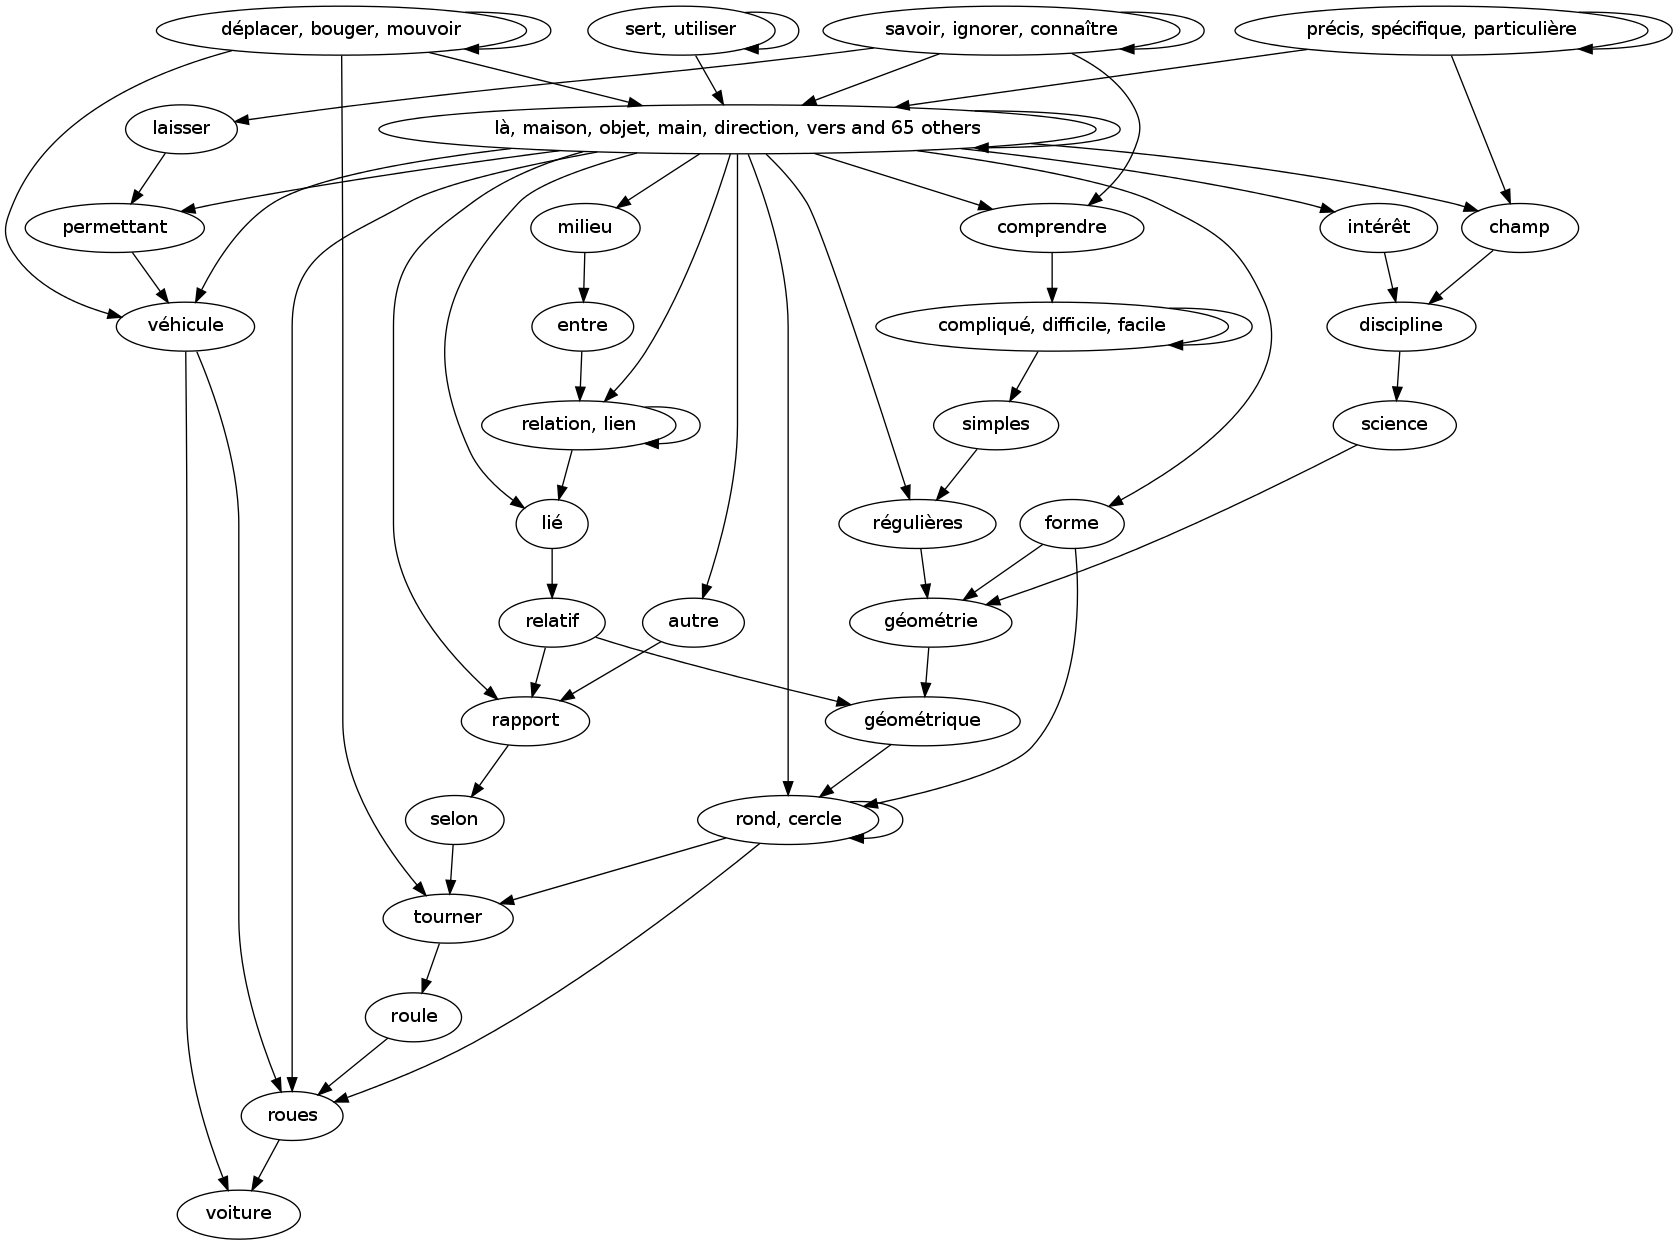 déplacer, bouger, mouvoir
sert, utiliser
savoir, ignorer, connaître
précis, spécifique, particulière
laisser
là, maison, objet, main, direction, vers and 65 others
permettant
milieu
comprendre
intérêt
champ
véhicule
entre
compliqué, difficile, facile
discipline
relation, lien
simples
science
lié
régulières
forme
relatif
autre
géométrie
rapport
géométrique
selon
rond, cercle
tourner
roule
roues
voiture